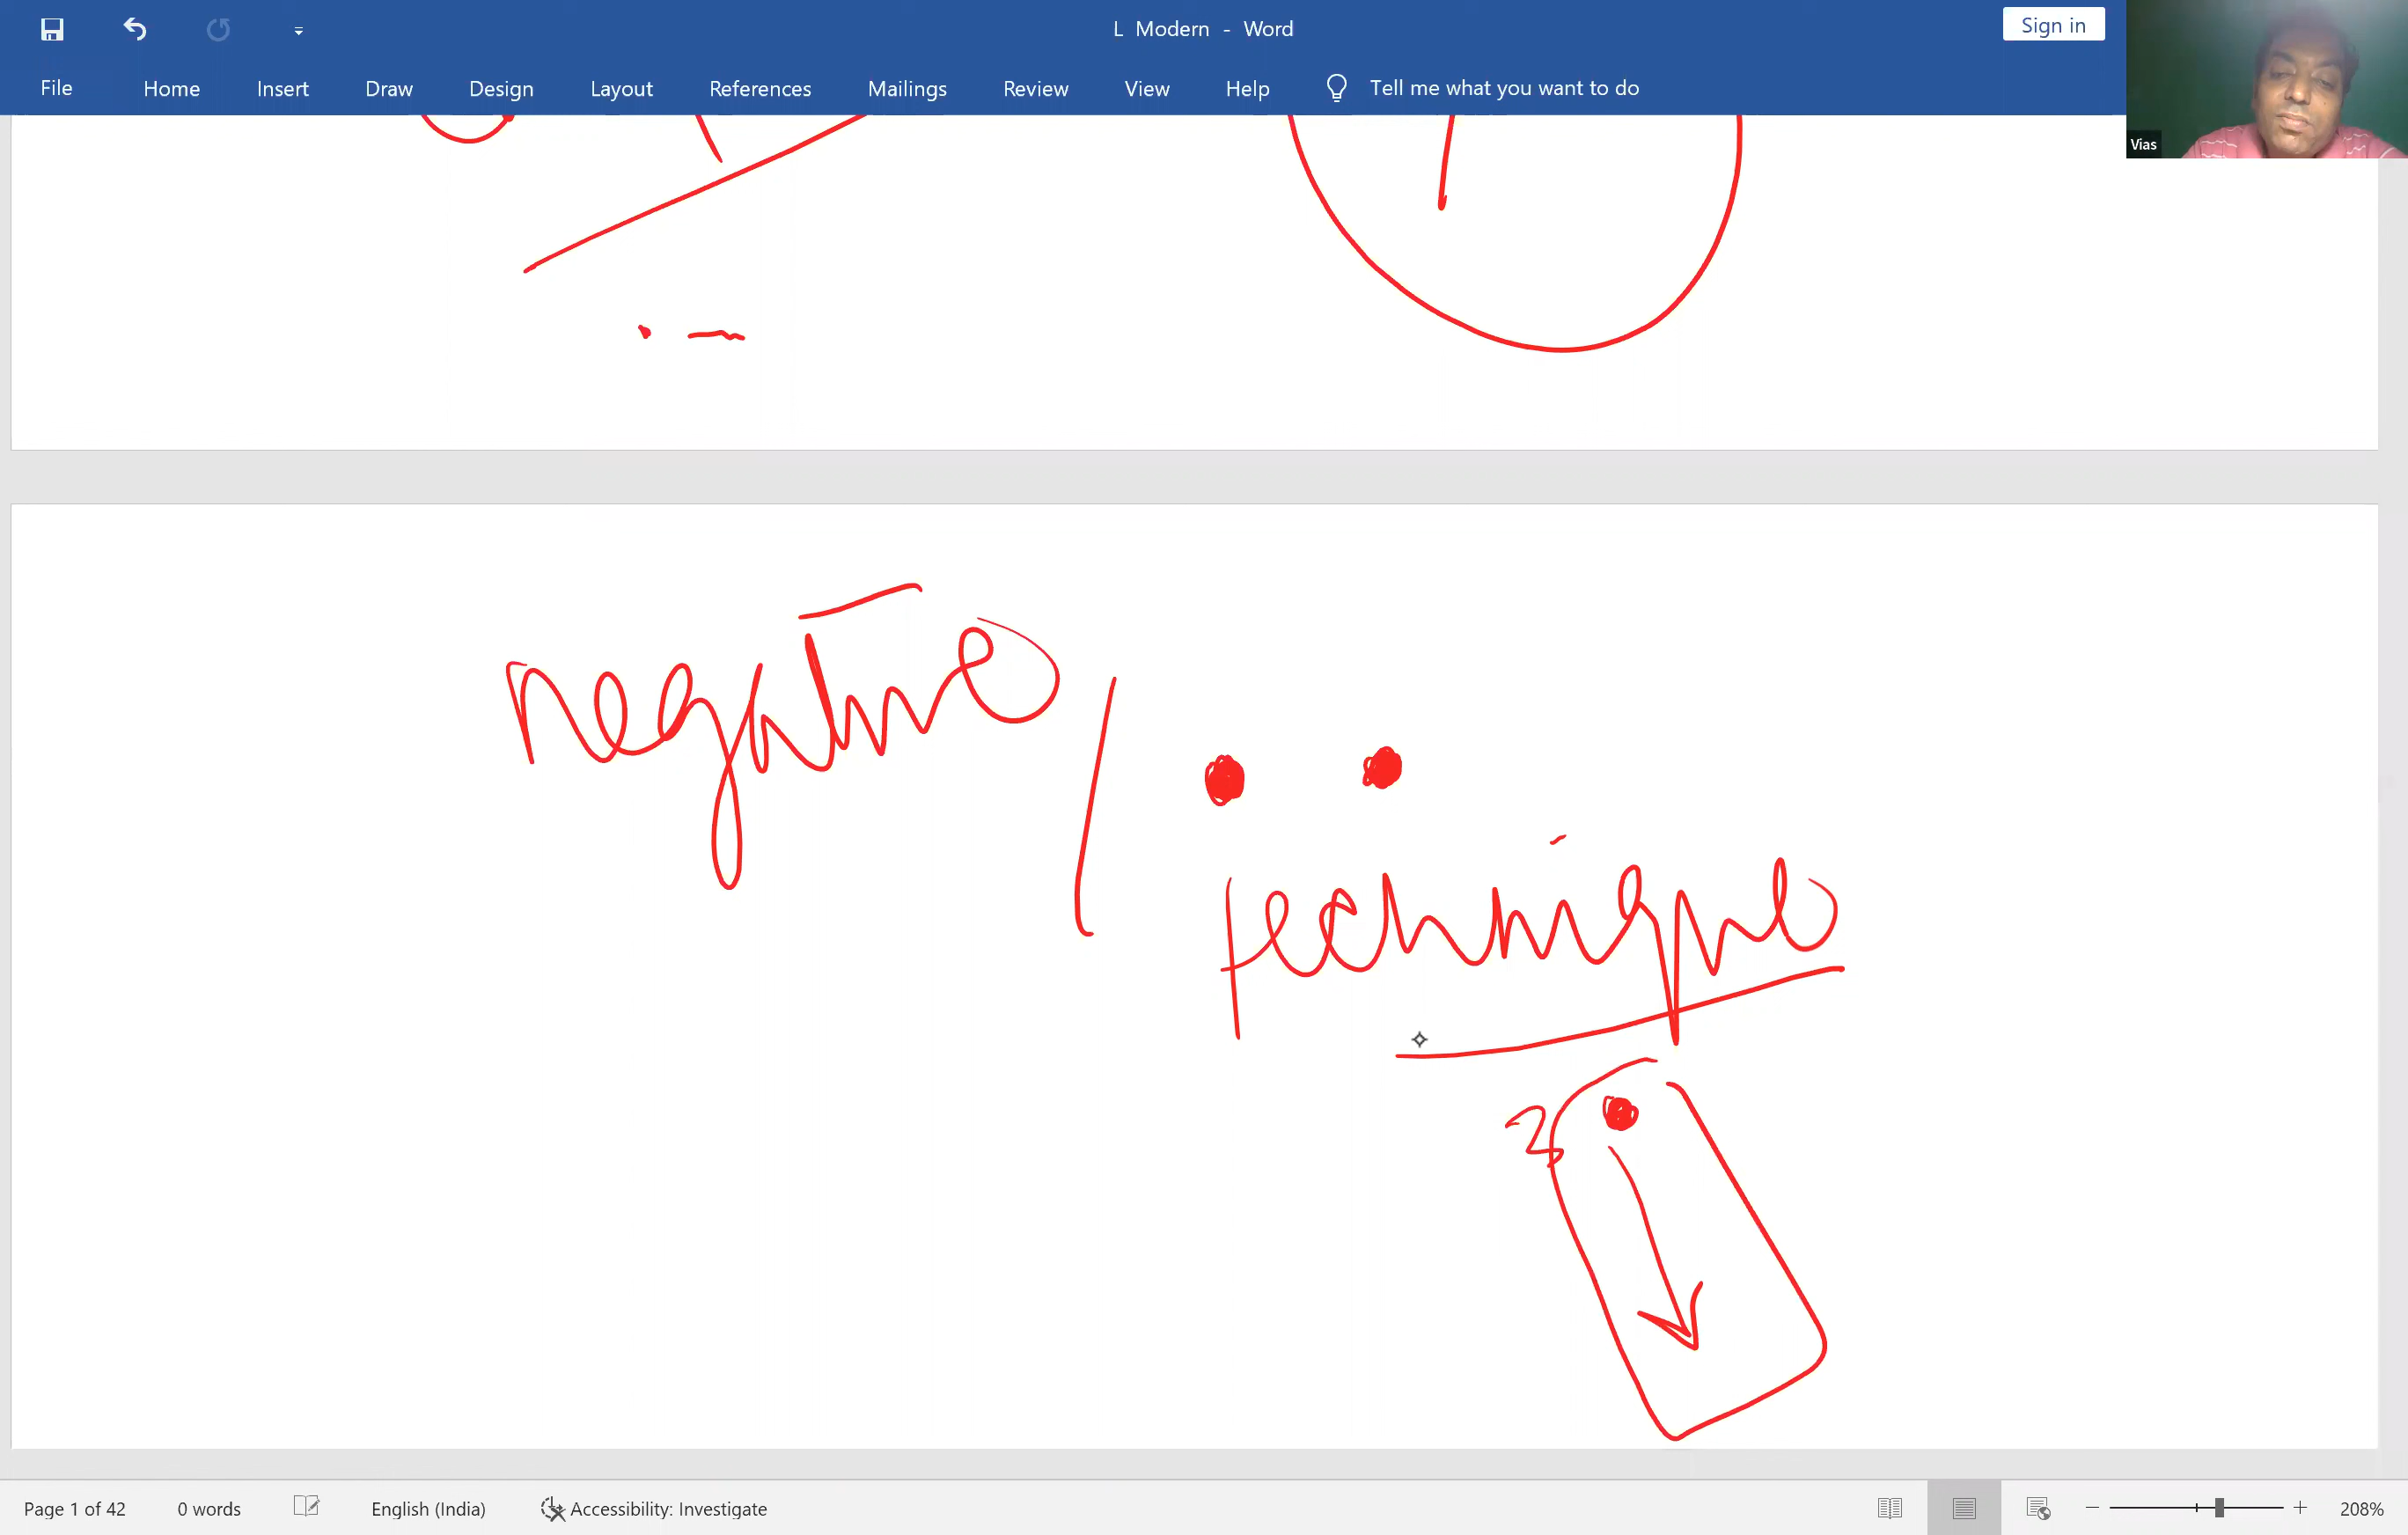 L Modern - Word
Sign in
File Home Insert Draw Design Layout References Mailings Review View Help Tell me what you want to do
Vias
negative
technique
Page 1 of 42 0 words English (India) Accessibility: Investigate 208%